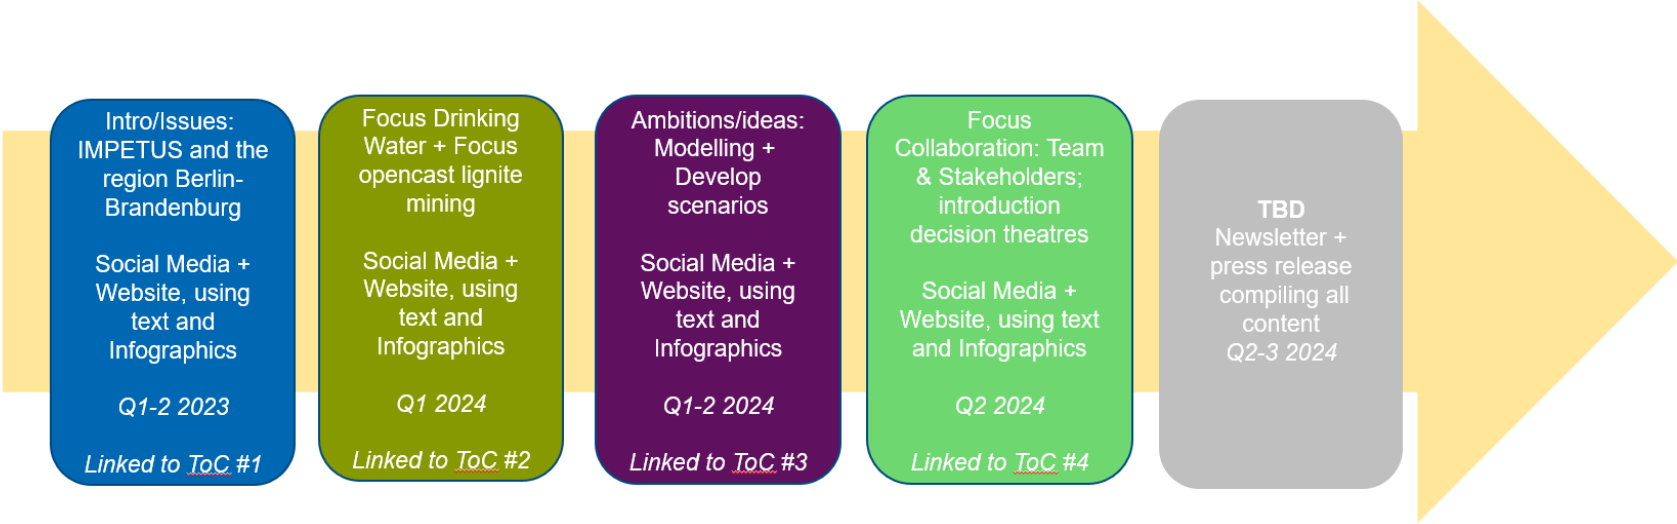 Intro/Issues:
IMPETUS and the
region Berlin-
Brandenburg
Social Media +
Website, using
text and
Infographics
Q1-2 2023
Linked to ToC #1
Focus Drinking
Water + Focus
opencast lignite
mining
Social Media +
Website, using
text and
Infographics
Q1 2024
Linked to ToC #2
Ambitions/ideas:
Modelling +
Develop
scenarios
Social Media +
Website, using
text and
Infographics
Q1-2 2024
Linked to ToC #3
Focus
Collaboration: Team
& Stakeholders;
introduction
decision theatres
Social Media +
Website, using text
and Infographics
Q2 2024
Linked to ToC #4
TBD
Newsletter +
press release
compiling all
content
Q2-3 2024